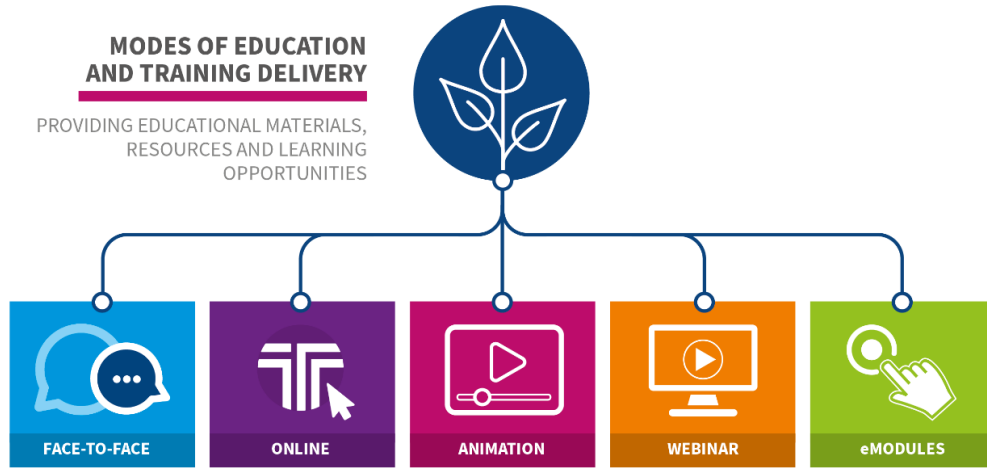 MODES OF EDUCATION
AND TRAINING DELIVERY
PROVIDING EDUCATIONAL MATERIALS,
RESOURCES AND LEARNING
OPPORTUNITIES
FACE-TO-FACE
ONLINE
ANIMATION
WEBINAR
eMODULES